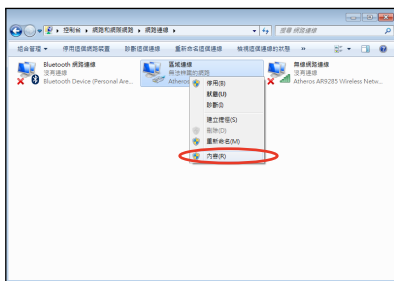 控制台 ▸ 網路和網際網路 ▸ 網路連線 ▸
搜尋 網路連線
組合管理 ▾ 停用這個網路裝置 診斷這個連線 重新命名這個連線 檢視這個連線的狀態 »
Bluetooth 網路連線
沒有連線
Bluetooth Device (Personal Are...
區域連線
無法辨識的網路
Atheros
無線網路連線
沒有連線
Atheros AR9285 Wireless Netw...
停用(B)
狀態(U)
診斷(I)
建立捷徑(S)
刪除(D)
重新命名(M)
內容(R)